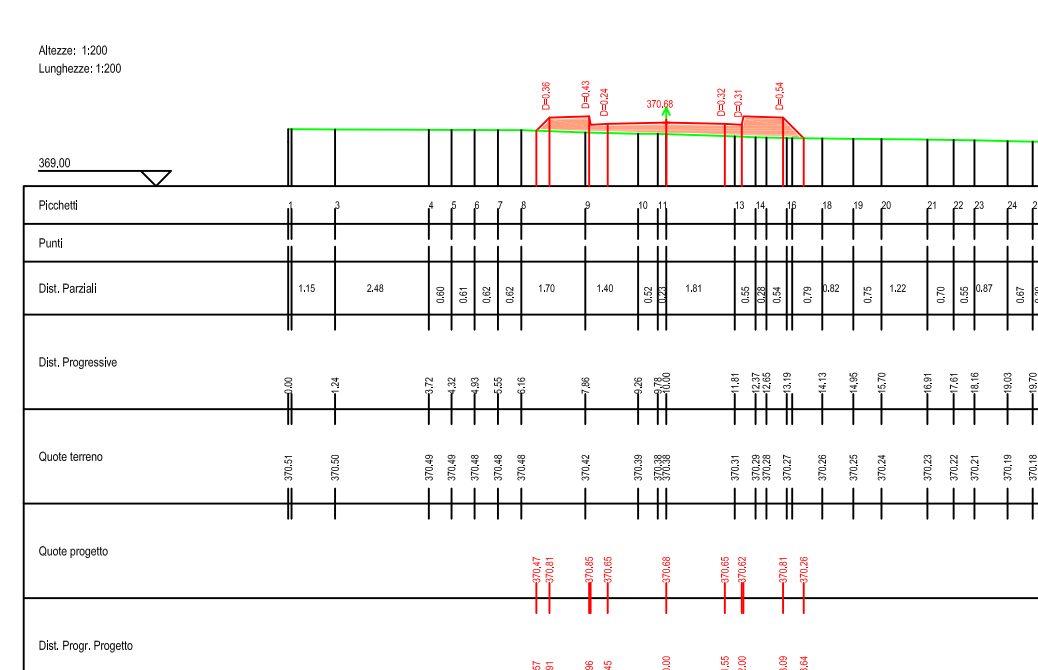 Altezze: 1:200
Lunghezze: 1:200
D=0.36 D=0.43 D=0.24 370.68 D=0.32 D=0.31 D=0.54
369,00
Picchetti 1 3 4 5 6 7 8 9 10 11 13 14 16 18 19 20 21 22 23 24
Punti
Dist. Parziali 1.15 2.48 0.60 0.61 0.62 0.62 1.70 1.40 0.52 0.23 1.81 0.55 0.28 0.54 0.79 0.82 0.75 1.22 0.70 0.55 0.87 0.67
Dist. Progressive 0.00 1.24 3.72 4.32 4.93 5.55 6.16 7.86 9.26 9.78 10.00 11.81 12.37 12.65 13.19 14.13 14.95 15.70 16.91 17.61 18.16 19.03 19.70
Quote terreno 370.51 370.50 370.49 370.49 370.48 370.48 370.48 370.42 370.39 370.38 370.38 370.31 370.29 370.28 370.27 370.26 370.25 370.24 370.23 370.22 370.21 370.19 370.18
Quote progetto 370.47 370.81 370.85 370.65 370.68 370.65 370.62 370.81 370.26
Dist. Progr. Progetto